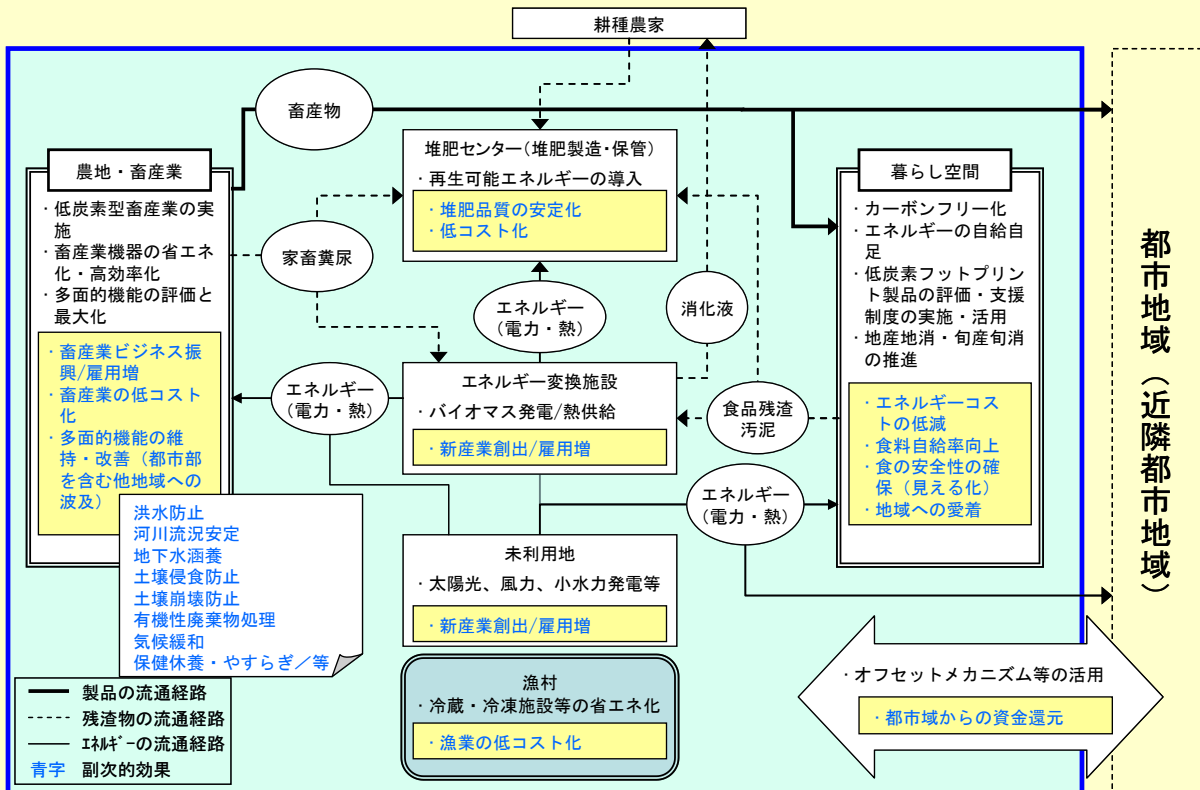 耕種農家
畜産物
農地・畜産業
・低炭素型畜産業の実
施
・畜産業機器の省エネ
化・高効率化
・多面的機能の評価と
最大化
・畜産業ビジネス振
興/雇用増
・畜産業の低コスト
化
・多面的機能の維
持・改善（都市部
を含む他地域への
波及）
洪水防止
河川流況安定
地下水涵養
土壌侵食防止
土壌崩壊防止
有機性廃棄物処理
気候緩和
保健休養・やすらぎ／等
家畜糞尿
エネルギー
（電力・熱）
堆肥センター（堆肥製造・保管）
・再生可能エネルギーの導入
・堆肥品質の安定化
・低コスト化
エネルギー
（電力・熱）
消化液
エネルギー変換施設
・バイオマス発電/熱供給
・新産業創出/雇用増
食品残渣
汚泥
エネルギー
（電力・熱）
未利用地
・太陽光、風力、小水力発電等
・新産業創出/雇用増
漁村
・冷蔵・冷凍施設等の省エネ化
・漁業の低コスト化
暮らし空間
・カーボンフリー化
・エネルギーの自給自
足
・低炭素フットプリン
ト製品の評価・支援
制度の実施・活用
・地産地消・旬産旬消
の推進
・エネルギーコス
トの低減
・食料自給率向上
・食の安全性の確
保（見える化）
・地域への愛着
都市地域（近隣都市地域）
・オフセットメカニズム等の活用
・都市域からの資金還元
製品の流通経路
残渣物の流通経路
ｴﾈﾙｷﾞｰの流通経路
青字 副次的効果